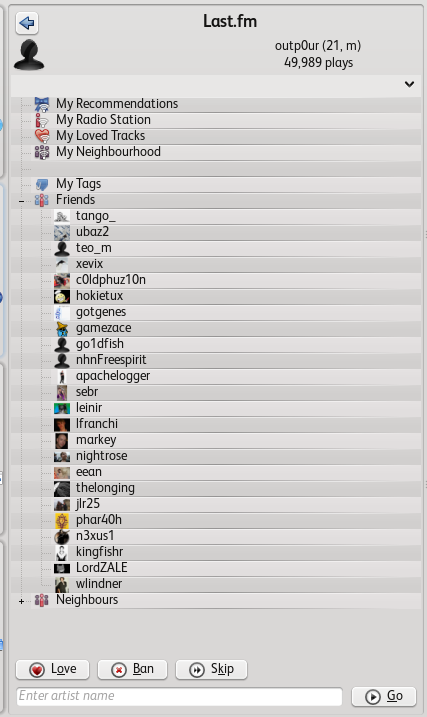 Last.fm
outp0ur (21, m)
49,989 plays
My Recommendations
My Radio Station
My Loved Tracks
My Neighbourhood
My Tags
Friends
tango_
ubaz2
teo_m
xevix
c0ldphuz10n
hokietux
gotgenes
gamezace
go1dfish
nhnFreespirit
apachelogger
sebr
leinir
lfranchi
markey
nightrose
eean
thelonging
jlr25
phar40h
n3xus1
kingfishr
LordZALE
wlindner
Neighbours
Love Ban Skip
Enter artist name Go